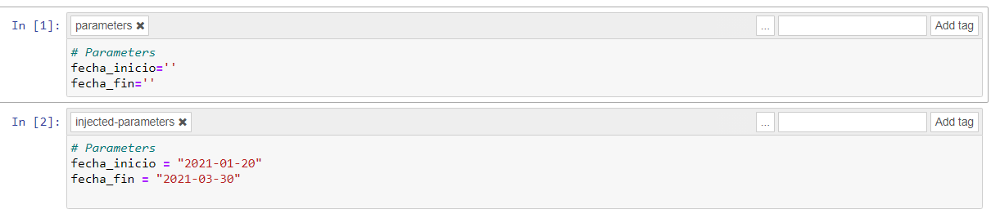 In [1]: parameters ✖ ... Add tag
# Parameters
fecha_inicio=''
fecha_fin=''
In [2]: injected-parameters ✖ ... Add tag
# Parameters
fecha_inicio = "2021-01-20"
fecha_fin = "2021-03-30"